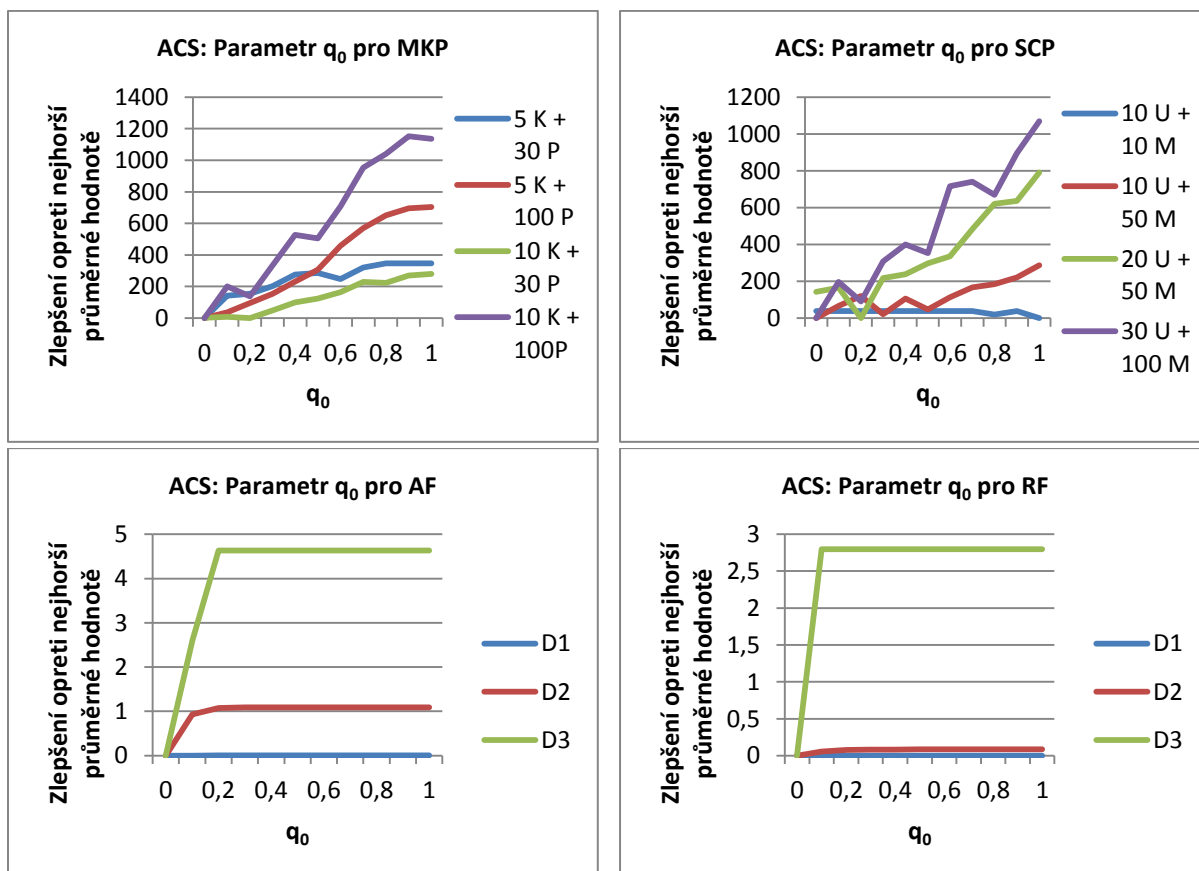 ACS: Parametr q₀ pro MKP
Zlepšení opreti nejhorší
průměrné hodnotě
1400
1200
1000
800
600
400
200
0
0 0,2 0,4 0,6 0,8 1
q₀
5 K +
30 P
5 K +
100 P
10 K +
30 P
10 K +
100P
ACS: Parametr q₀ pro SCP
Zlepšení opreti nejhorší
průměrné hodnotě
1200
1000
800
600
400
200
0
0 0,2 0,4 0,6 0,8 1
q₀
10 U +
10 M
10 U +
50 M
20 U +
50 M
30 U +
100 M
ACS: Parametr q₀ pro AF
Zlepšení opreti nejhorší
průměrné hodnotě
5
4
3
2
1
0
0 0,2 0,4 0,6 0,8 1
q₀
D1
D2
D3
ACS: Parametr q₀ pro RF
Zlepšení opreti nejhorší
průměrné hodnotě
3
2,5
2
1,5
1
0,5
0
0 0,2 0,4 0,6 0,8 1
q₀
D1
D2
D3